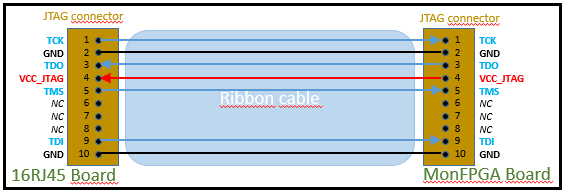 JTAG connector JTAG connector
TCK 1 1 TCK
GND 2 2 GND
TDO 3 3 TDO
VCC_JTAG 4 4 VCC_JTAG
TMS 5 5 TMS
NC 6 6 NC
Ribbon cable
NC 7 7 NC
NC 8 8 NC
TDI 9 9 TDI
GND 10 10 GND
16RJ45 Board MonFPGA Board